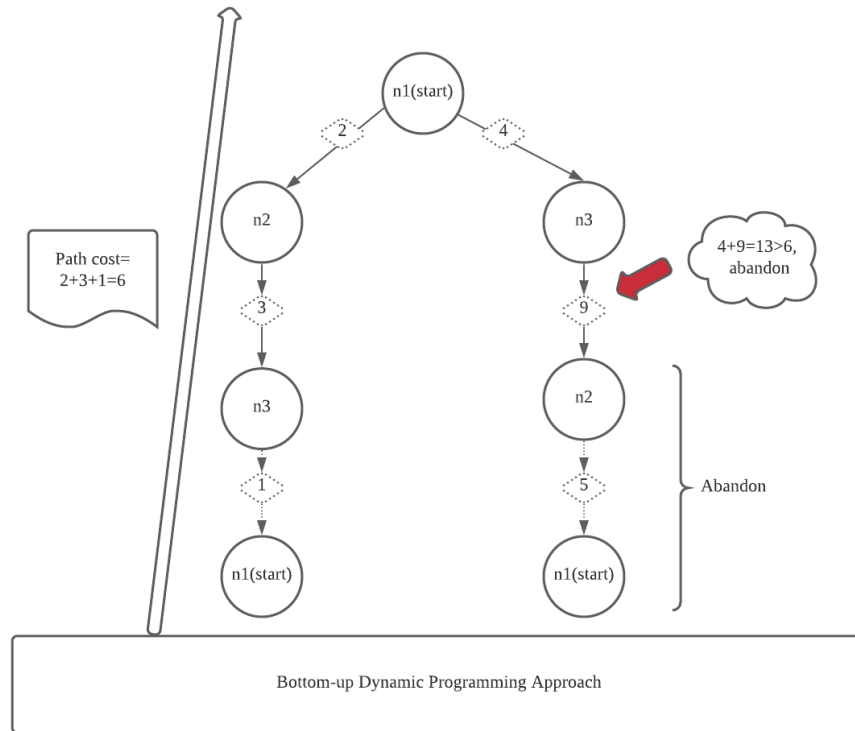 n1(start)
2
4
n2
n3
Path cost=
2+3+1=6
4+9=13>6,
abandon
3
9
n3
n2
1
5
Abandon
n1(start)
n1(start)
Bottom-up Dynamic Programming Approach